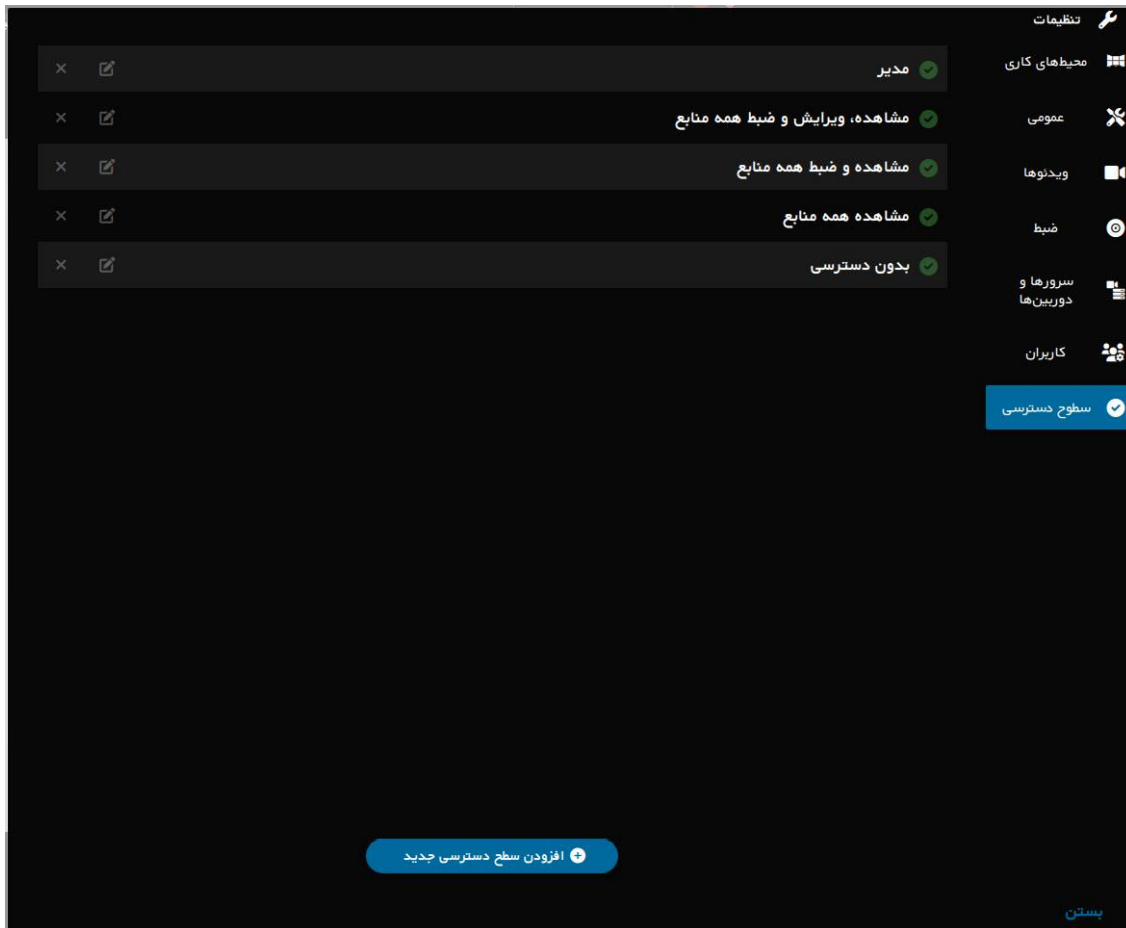 تنظیمات
محیط‌های کاری
عمومی
ویدئوها
ضبط
سرورها و
دوربین‌ها
کاربران
سطوح دسترسی
مدیر
مشاهده، ویرایش و ضبط همه منابع
مشاهده و ضبط همه منابع
مشاهده همه منابع
بدون دسترسی
افزودن سطح دسترسی جدید
بستن